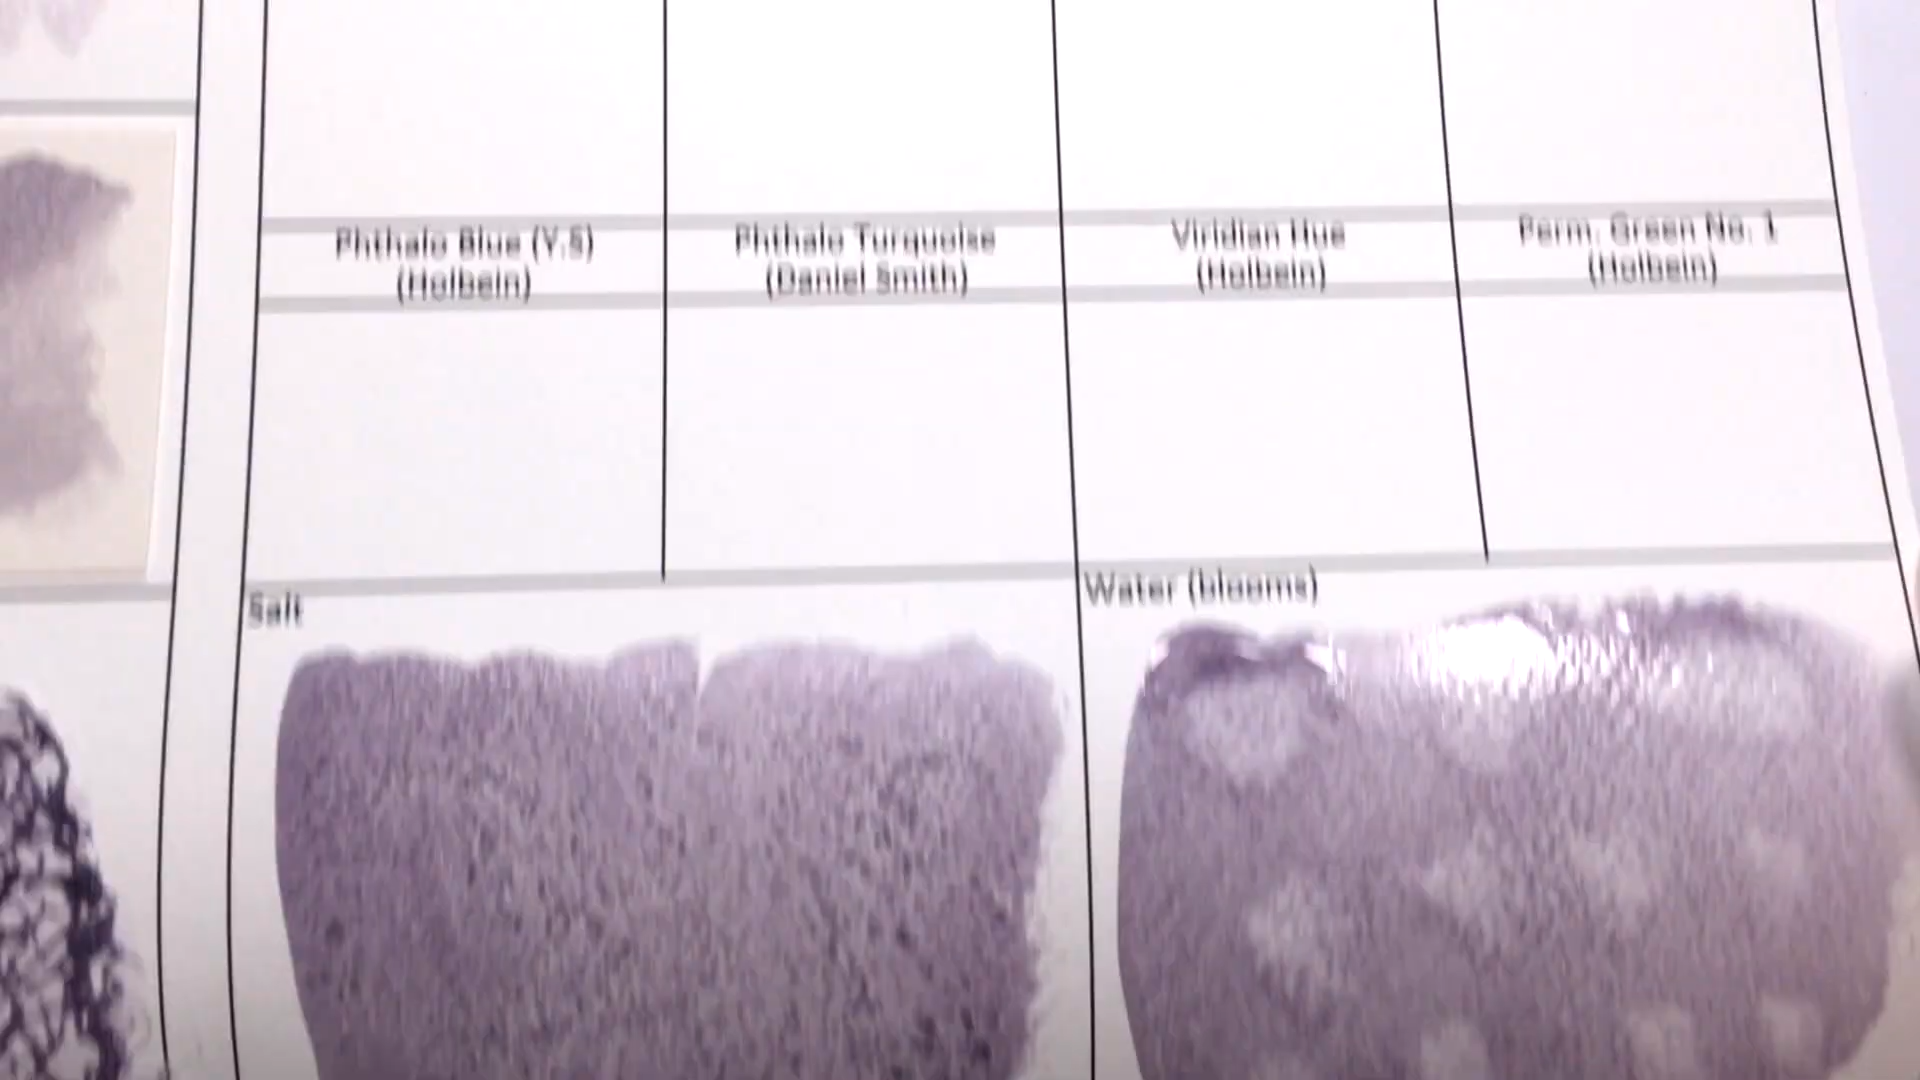 Phthalo Blue (Y.S)
(Holbein)
Phthalo Turquoise
(Daniel Smith)
Viridian Hue
(Holbein)
Perm. Green No. 1
(Holbein)
Salt
Water (blooms)